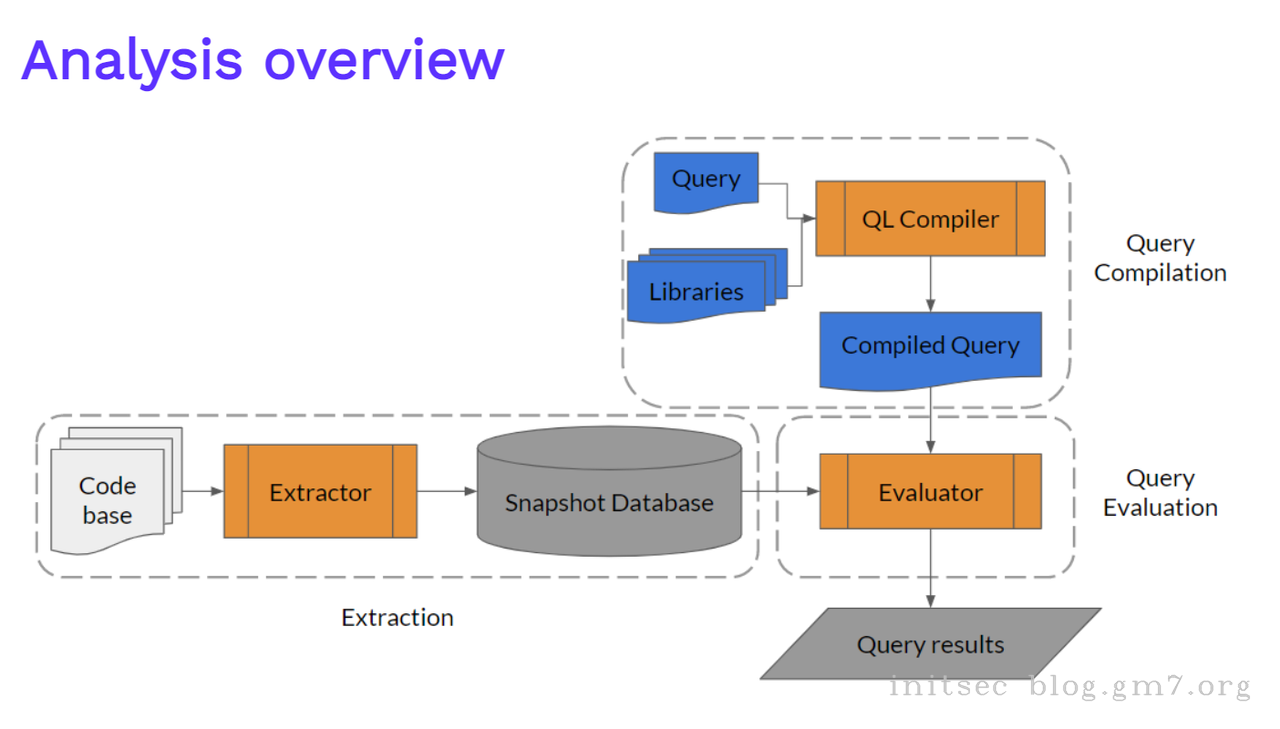 Analysis overview
Query
QL Compiler
Libraries
Query
Compilation
Compiled Query
Code
base
Extractor
Snapshot Database
Evaluator
Query
Evaluation
Extraction
Query results
initsec blog.gm7.org